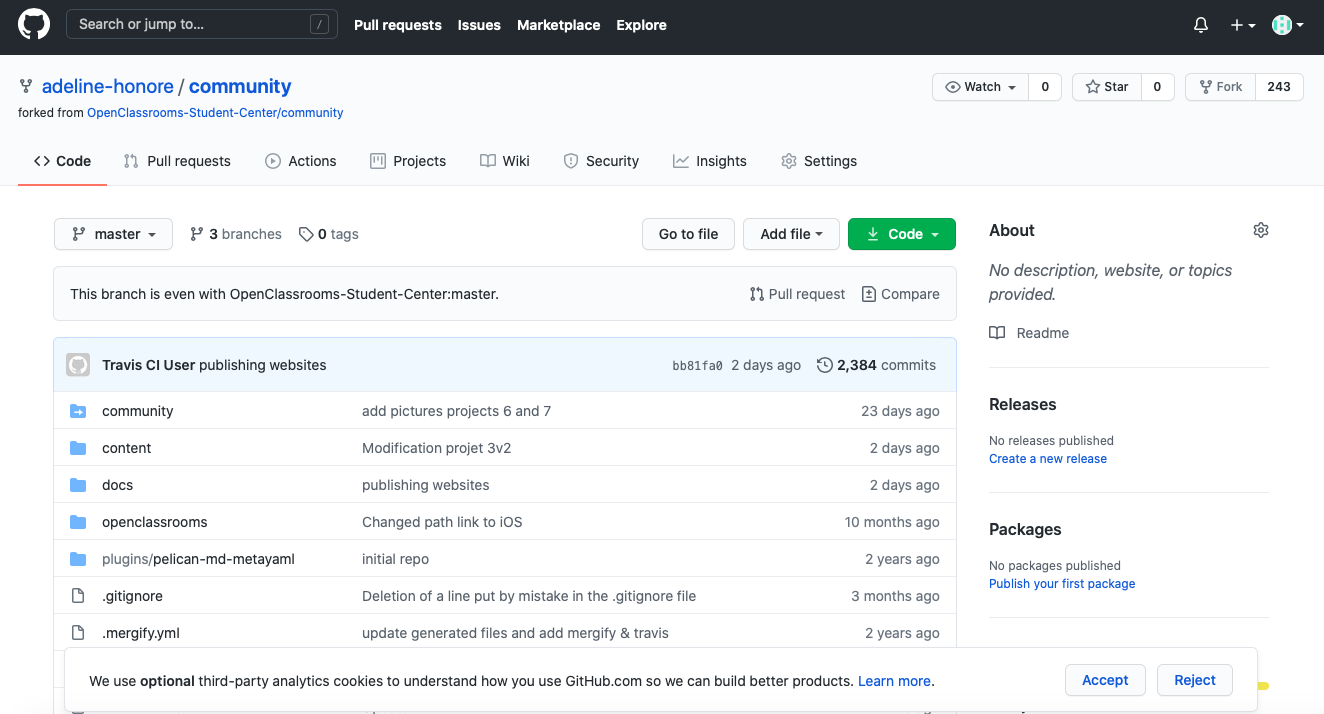 Search or jump to... / Pull requests Issues Marketplace Explore
adeline-honore / community
Watch 0 Star 0 Fork 243
forked from OpenClassrooms-Student-Center/community
Code Pull requests Actions Projects Wiki Security Insights Settings
master 3 branches 0 tags Go to file Add file Code
This branch is even with OpenClassrooms-Student-Center:master. Pull request Compare
Travis CI User publishing websites bb81fa0 2 days ago 2,384 commits
community add pictures projects 6 and 7 23 days ago
content Modification projet 3v2 2 days ago
docs publishing websites 2 days ago
openclassrooms Changed path link to iOS 10 months ago
plugins/pelican-md-metayaml initial repo 2 years ago
.gitignore Deletion of a line put by mistake in the .gitignore file 3 months ago
.mergify.yml update generated files and add mergify & travis 2 years ago
About
No description, website, or topics
provided.
Readme
Releases
No releases published
Create a new release
Packages
No packages published
Publish your first package
We use optional third-party analytics cookies to understand how you use GitHub.com so we can build better products. Learn more. Accept Reject